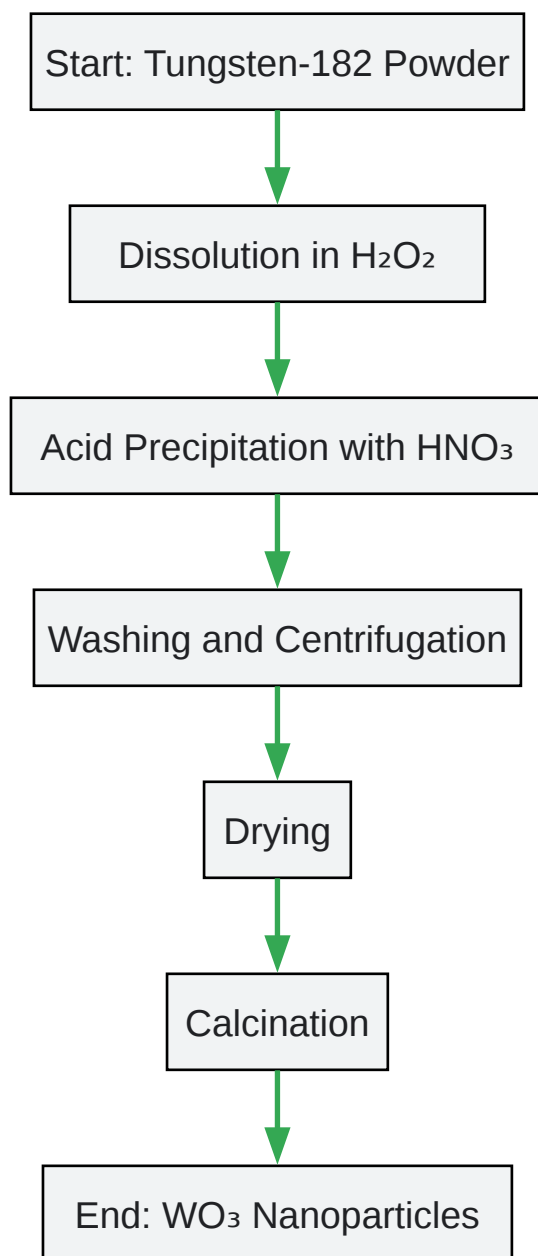 Start: Tungsten-182 Powder
Dissolution in H₂O₂
Acid Precipitation with HNO₃
Washing and Centrifugation
Drying
Calcination
End: WO₃ Nanoparticles